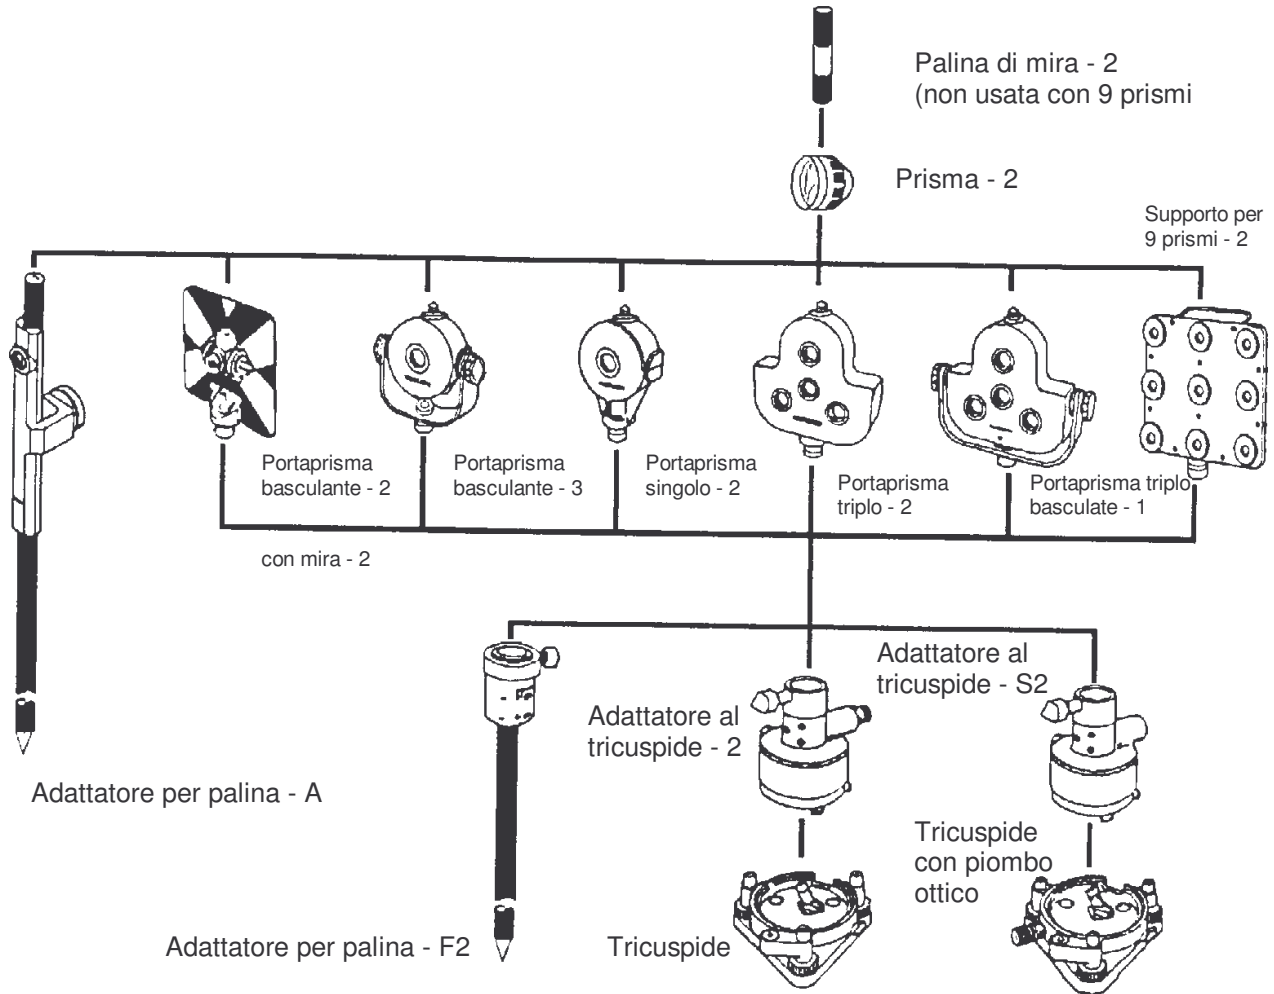 Palina di mira - 2
(non usata con 9 prismi
Prisma - 2
Supporto per
9 prismi - 2
Portaprisma
basculante - 2
Portaprisma
basculante - 3
Portaprisma
singolo - 2
Portaprisma
triplo - 2
Portaprisma triplo
basculate - 1
con mira - 2
Adattatore al
tricuspide - S2
Adattatore al
tricuspide - 2
Adattatore per palina - A
Tricuspide
con piombo
ottico
Adattatore per palina - F2
Tricuspide